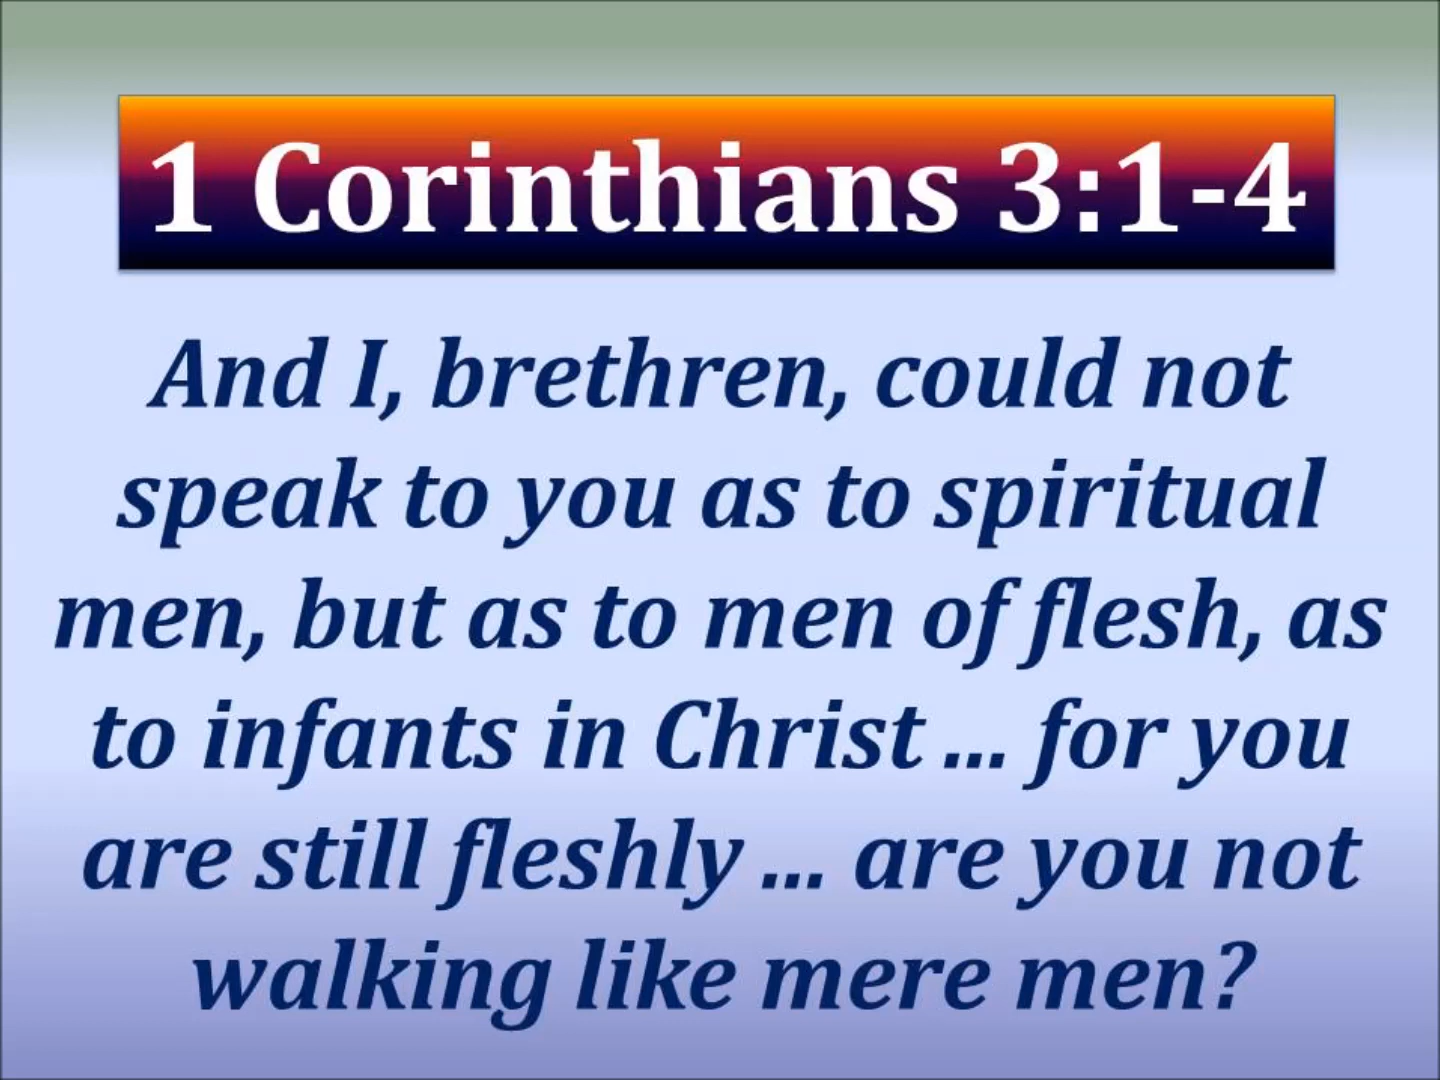 1 Corinthians 3:1-4
And I, brethren, could not
speak to you as to spiritual
men, but as to men of flesh, as
to infants in Christ ... for you
are still fleshly ... are you not
walking like mere men?